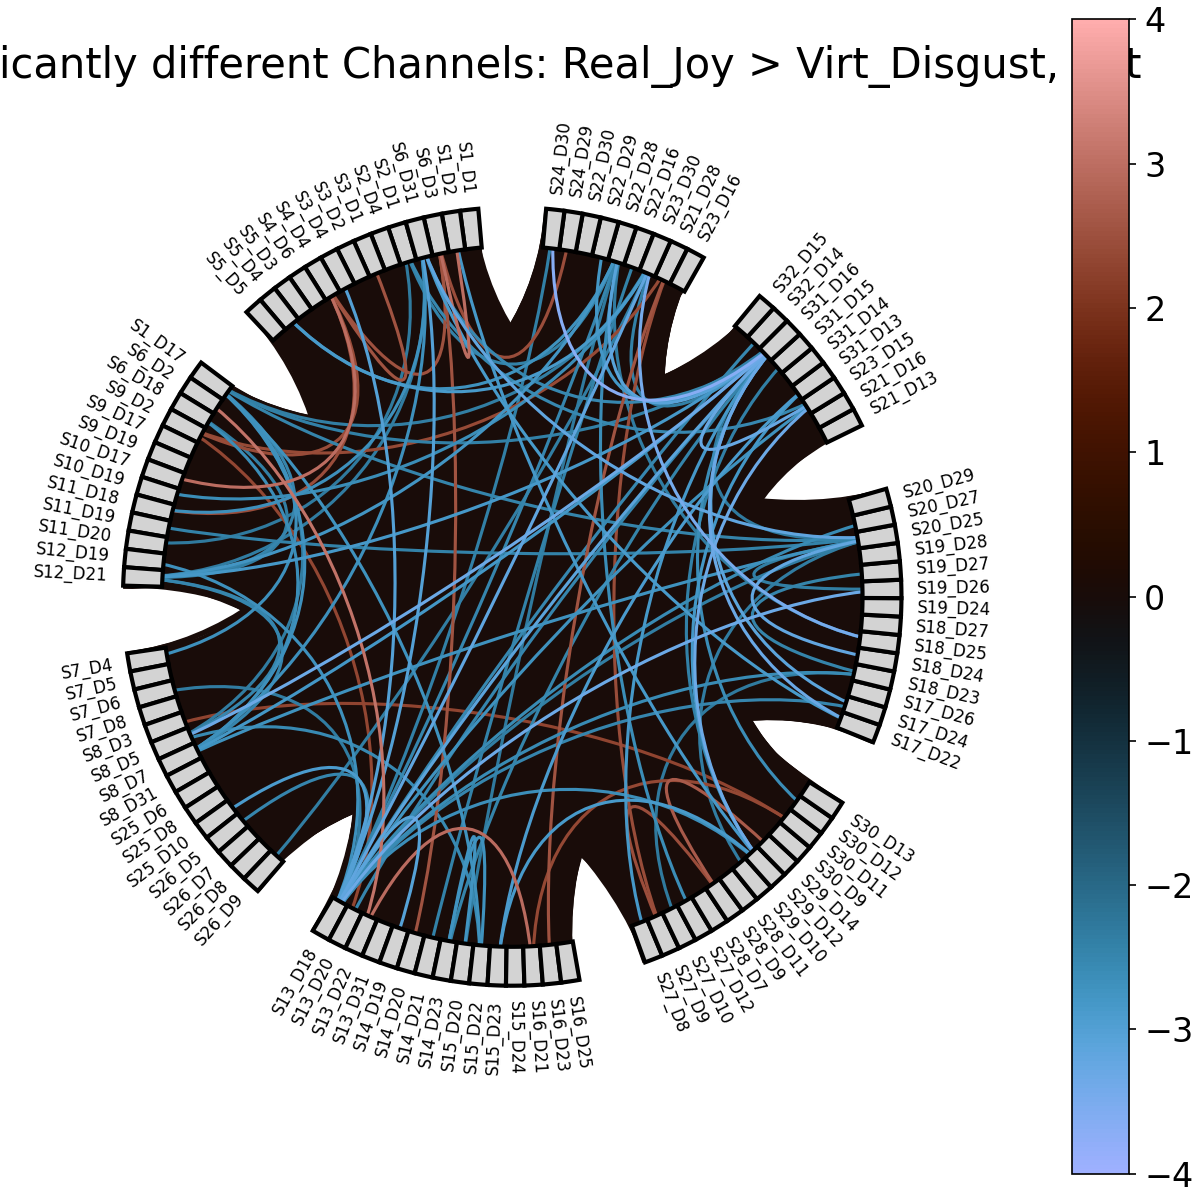 icantly different Channels: Real_Joy > Virt_Disgust, t
4
3
2
1
0
−1
−2
−3
−4
S1_D1
S1_D2
S6_D3
S6_D31
S2_D1
S2_D4
S3_D1
S3_D2
S3_D4
S4_D4
S4_D6
S5_D3
S5_D4
S5_D5
S1_D17
S6_D2
S6_D18
S9_D2
S9_D17
S9_D19
S10_D17
S10_D19
S11_D18
S11_D19
S11_D20
S12_D19
S12_D21
S7_D4
S7_D5
S7_D6
S7_D8
S8_D3
S8_D5
S8_D7
S8_D31
S25_D6
S25_D8
S25_D10
S26_D5
S26_D7
S26_D8
S26_D9
S13_D18
S13_D20
S13_D22
S13_D31
S14_D19
S14_D20
S14_D21
S14_D23
S15_D20
S15_D22
S15_D23
S15_D24
S16_D21
S16_D23
S16_D25
S27_D8
S27_D9
S27_D10
S27_D12
S28_D7
S28_D9
S28_D11
S29_D10
S29_D12
S29_D14
S30_D9
S30_D11
S30_D12
S30_D13
S17_D22
S17_D24
S17_D26
S18_D23
S18_D24
S18_D25
S18_D27
S19_D24
S19_D26
S19_D27
S19_D28
S20_D25
S20_D27
S20_D29
S21_D13
S21_D16
S23_D15
S31_D13
S31_D14
S31_D15
S31_D16
S32_D14
S32_D15
S23_D16
S21_D28
S23_D30
S22_D16
S22_D28
S22_D29
S22_D30
S24_D29
S24_D30